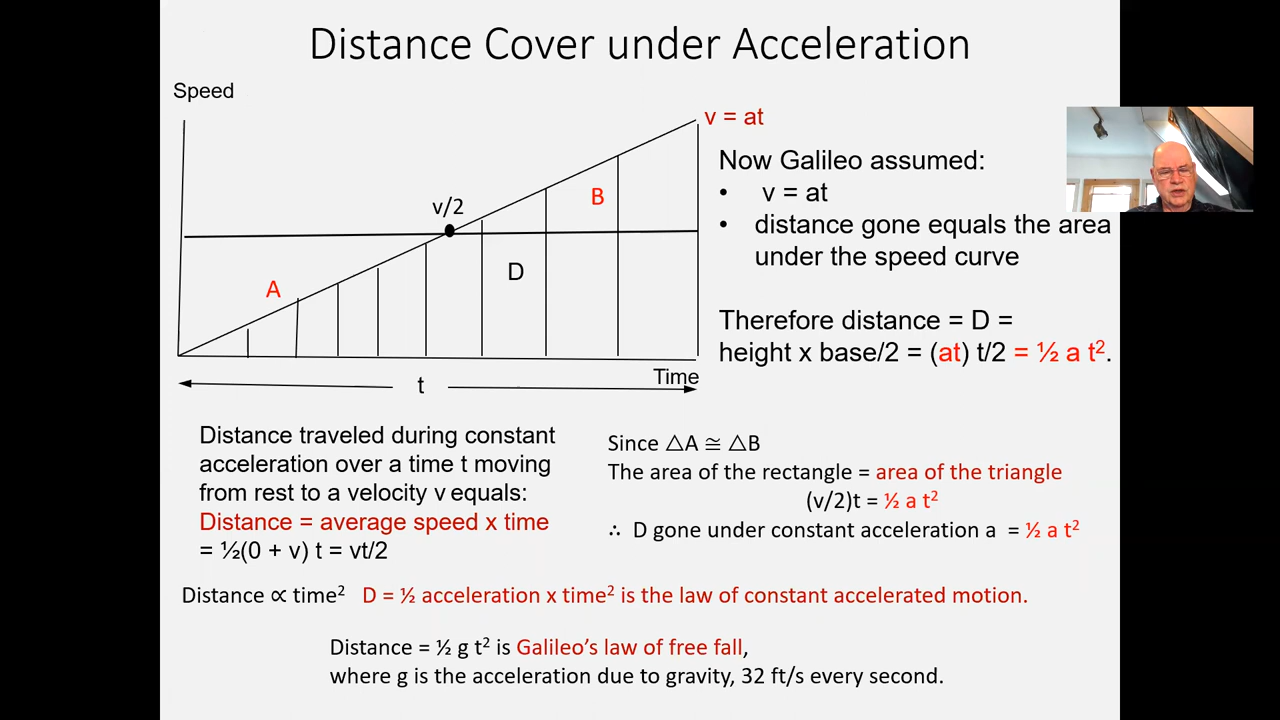 Distance Cover under Acceleration
Speed
v = at
v/2
B
A
D
Time
t
Now Galileo assumed:
• v = at
• distance gone equals the area
under the speed curve
Therefore distance = D =
height x base/2 = (at) t/2 = ½ a t².
Distance traveled during constant
acceleration over a time t moving
from rest to a velocity v equals:
Distance = average speed x time
= ½(0 + v) t = vt/2
Since △A ≅ △B
The area of the rectangle = area of the triangle
(v/2)t = ½ a t²
∴ D gone under constant acceleration a = ½ a t²
Distance ∝ time² D = ½ acceleration x time² is the law of constant accelerated motion.
Distance = ½ g t² is Galileo’s law of free fall,
where g is the acceleration due to gravity, 32 ft/s every second.